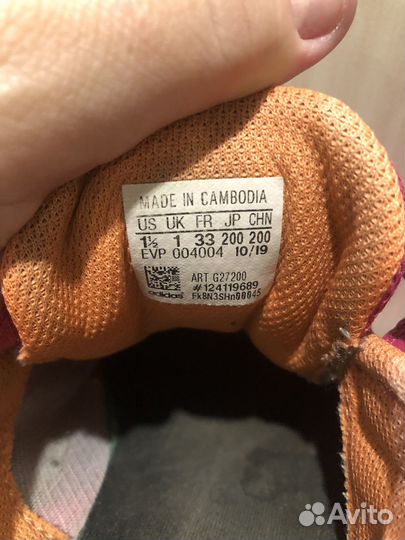 MADE IN CAMBODIA
US UK FR JP CHN
1½ 1 33 200 200
EVP 004004 10/19
ART G27200
#124119689
adidas FK8N3SHn00045
Avito